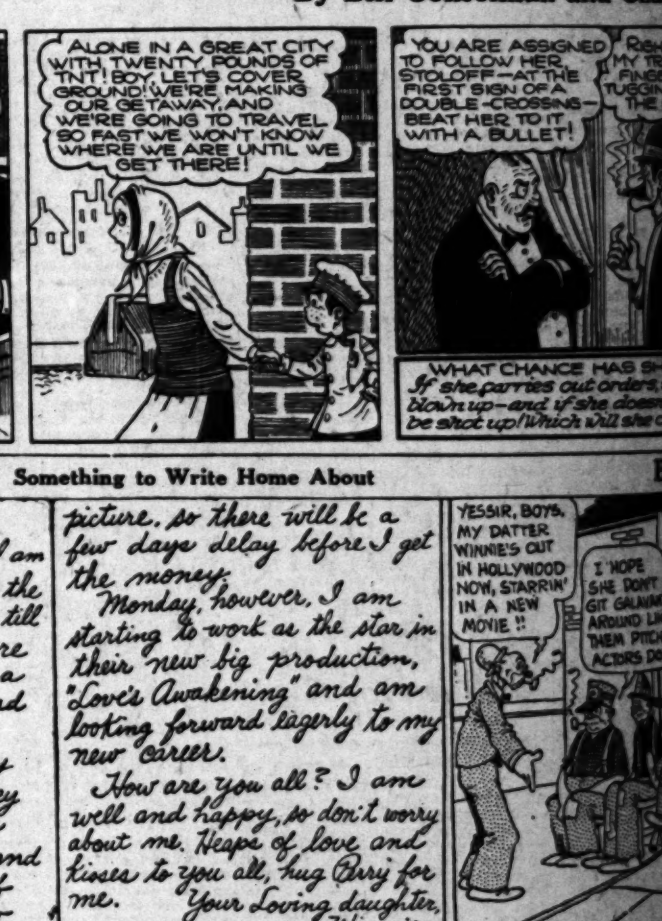 ALONE IN A GREAT CITY
WITH TWENTY POUNDS OF
TNT! BOY, LET'S COVER
GROUND! WE'RE MAKING
OUR GETAWAY, AND
WE'RE GOING TO TRAVEL
SO FAST WE WON'T KNOW
WHERE WE ARE UNTIL WE
GET THERE!
YOU ARE ASSIGNED
TO FOLLOW HER,
STOLOFF—AT THE
FIRST SIGN OF A
DOUBLE-CROSSING—
BEAT HER TO IT
WITH A BULLET!
MY
THE
WHAT CHANCE HAS
If she carries out orders,
blown up—and if she
be shot up! Which will she
Something to Write Home About
am
the
till
a
picture, so there will be a
few days delay before I get
the money.
Monday, however, I am
starting to work as the star in
their new big production,
"Love's Awakening" and am
looking forward eagerly to my
new career.
How are you all? I am
well and happy, so don't worry
about me. Heaps of love and
kisses to you all, hug Perry for
me. Your Loving daughter,
YESSIR, BOYS,
MY DATTER
WINNIE'S OUT
IN HOLLYWOOD
NOW, STARRIN'
IN A NEW
MOVIE!!
I HOPE
SHE DON'T
GIT
AROUND
THEM
ACTORS